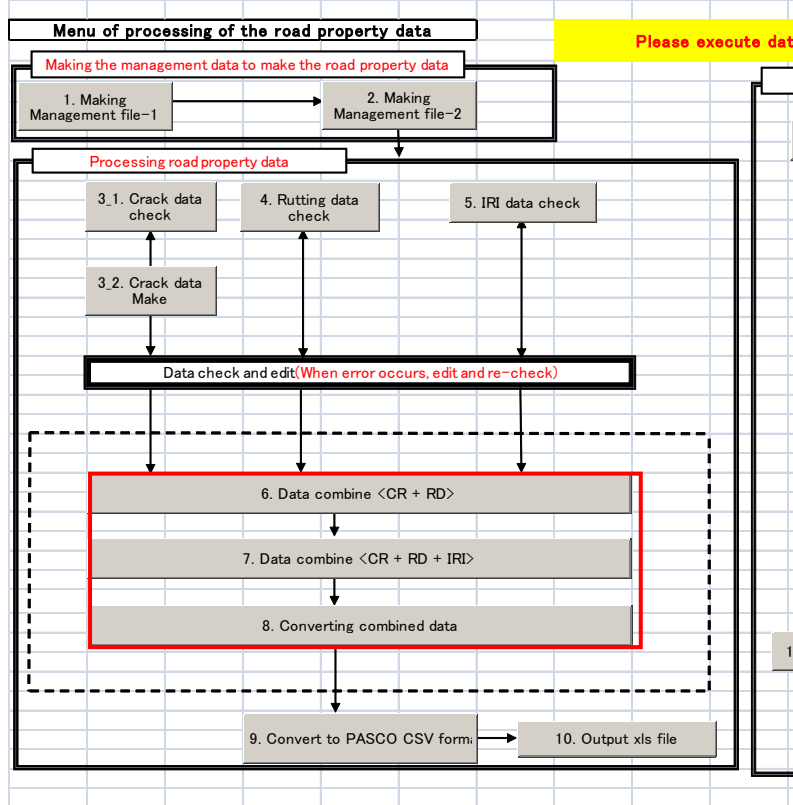 Menu of processing of the road property data
Please execute dat
Making the management data to make the road property data
1. Making
Management file-1
2. Making
Management file-2
Processing road property data
3_1. Crack data
check
4. Rutting data
check
5. IRI data check
3_2. Crack data
Make
Data check and edit(When error occurs, edit and re-check)
6. Data combine <CR + RD>
7. Data combine <CR + RD + IRI>
8. Converting combined data
1
9. Convert to PASCO CSV forma
10. Output xls file